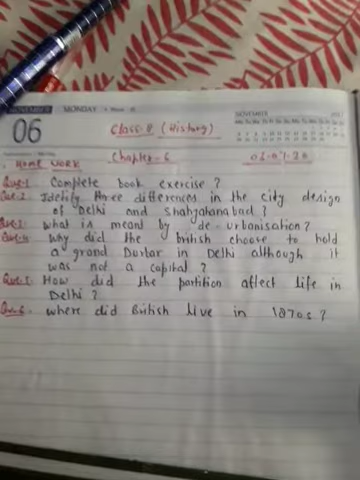 NOVEMBER MONDAY
06
NOVEMBER
Class-8 (History)
Chapter-6
Home Work
Que-1 Complete book exercise ?
Que-2 Identify three differences in the city design
of Delhi and Shahjahanabad ?
Que-3 What is meant by de-urbanisation ?
Que-4 Why did the British choose to hold
a grand Durbar in Delhi although it
was not a capital ?
Que-5. How did the partition affect life in
Delhi ?
Que-6. where did British live in 1870s ?